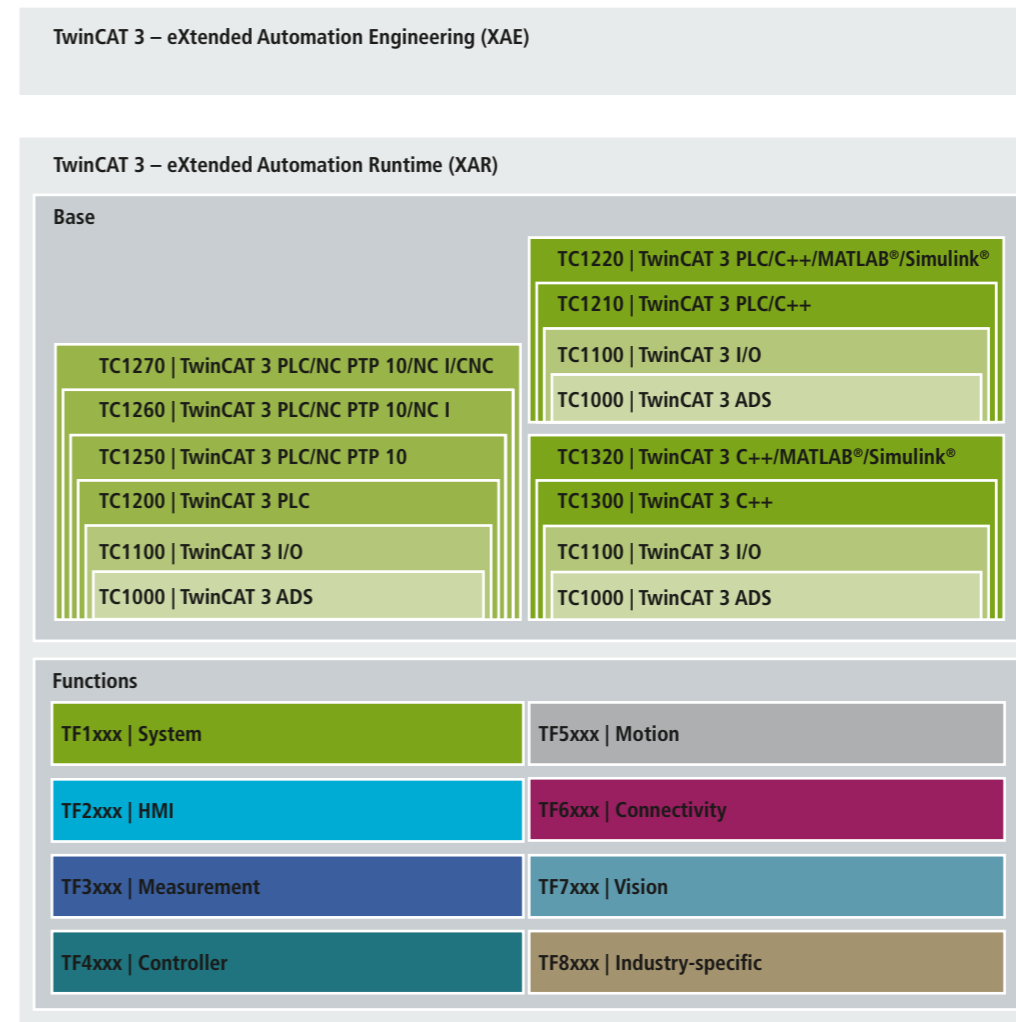 TwinCAT 3 – eXtended Automation Engineering (XAE)
TwinCAT 3 – eXtended Automation Runtime (XAR)
Base
TC1270 | TwinCAT 3 PLC/NC PTP 10/NC I/CNC
TC1260 | TwinCAT 3 PLC/NC PTP 10/NC I
TC1250 | TwinCAT 3 PLC/NC PTP 10
TC1200 | TwinCAT 3 PLC
TC1100 | TwinCAT 3 I/O
TC1000 | TwinCAT 3 ADS
TC1220 | TwinCAT 3 PLC/C++/MATLAB®/Simulink®
TC1210 | TwinCAT 3 PLC/C++
TC1100 | TwinCAT 3 I/O
TC1000 | TwinCAT 3 ADS
TC1320 | TwinCAT 3 C++/MATLAB®/Simulink®
TC1300 | TwinCAT 3 C++
TC1100 | TwinCAT 3 I/O
TC1000 | TwinCAT 3 ADS
Functions
TF1xxx | System
TF2xxx | HMI
TF3xxx | Measurement
TF4xxx | Controller
TF5xxx | Motion
TF6xxx | Connectivity
TF7xxx | Vision
TF8xxx | Industry-specific